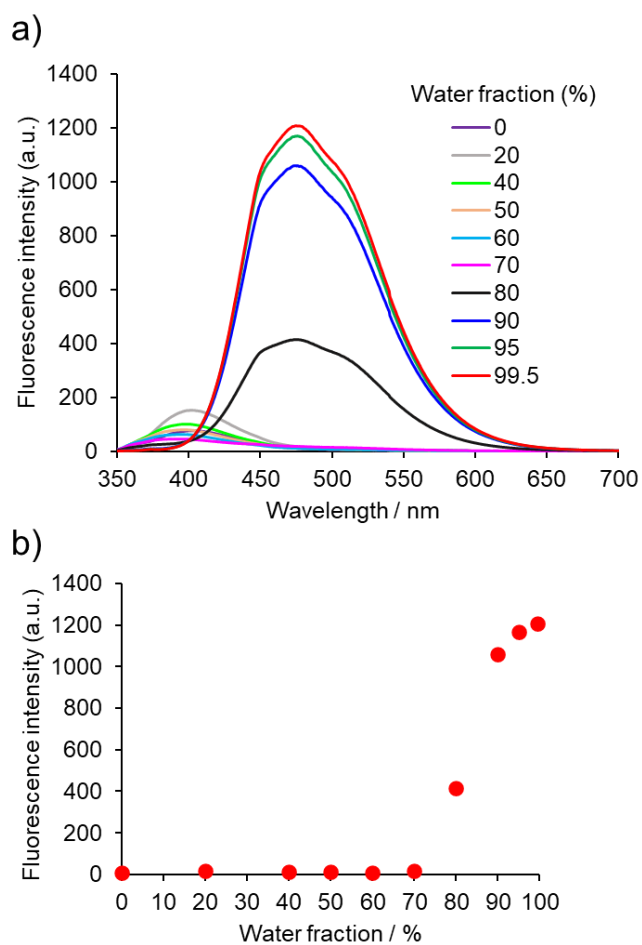 a)
1400
1200
1000
800
600
400
200
0
Fluorescence intensity (a.u.)
Water fraction (%)
0
20
40
50
60
70
80
90
95
99.5
350 400 450 500 550 600 650 700
Wavelength / nm
b)
1400
1200
1000
800
600
400
200
0
Fluorescence intensity (a.u.)
0 10 20 30 40 50 60 70 80 90 100
Water fraction / %